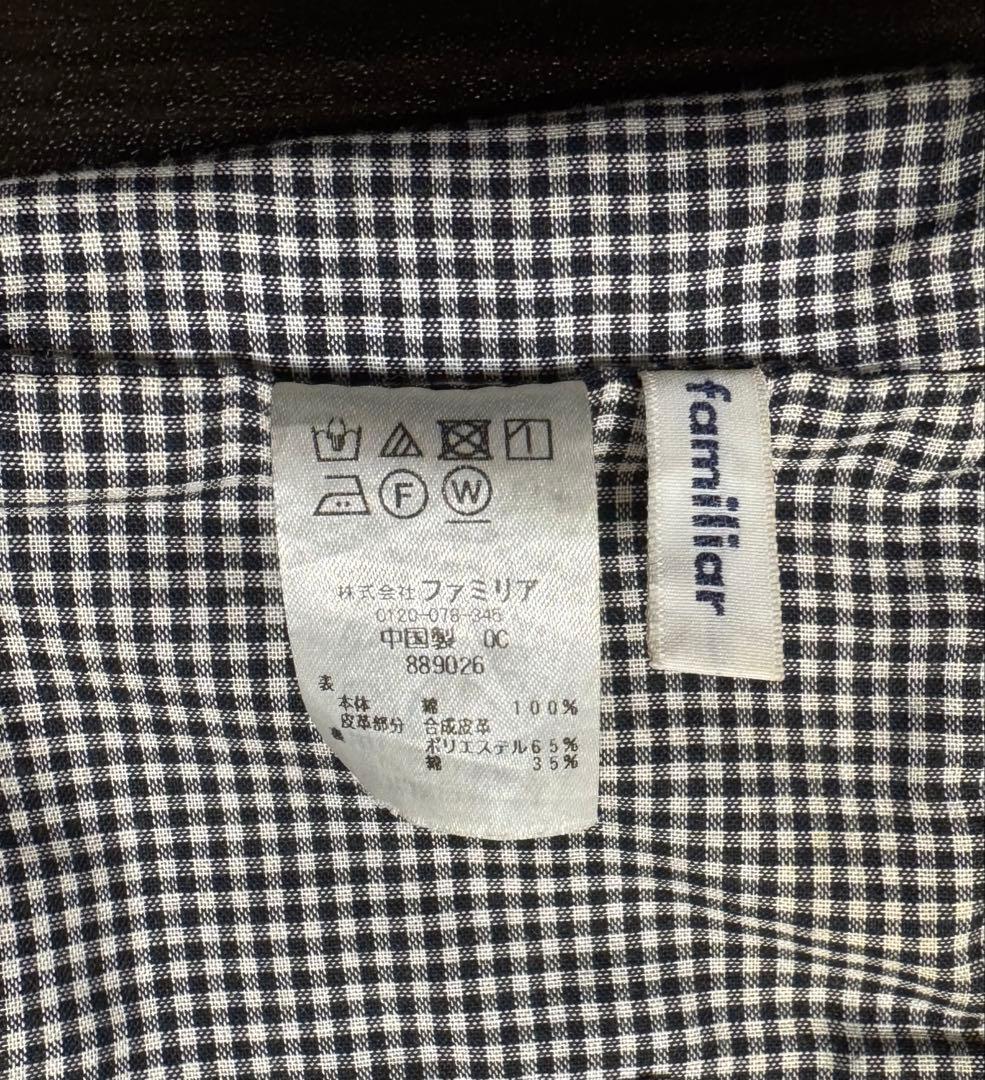 F W
株式会社 ファミリア
0120-078-345
中国製 0C
889026
表
本体 綿 100%
皮革部分 合成皮革
裏 ポリエステル65%
綿 35%
familiar